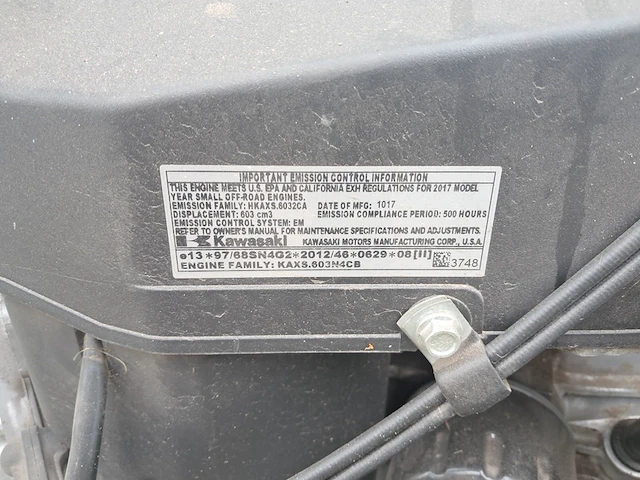 IMPORTANT EMISSION CONTROL INFORMATION
THIS ENGINE MEETS U.S. EPA AND CALIFORNIA EXH REGULATIONS FOR 2017 MODEL
YEAR SMALL OFF-ROAD ENGINES.
EMISSION FAMILY: HKAXS.6032CA DATE OF MFG: 1017
DISPLACEMENT: 603 cm3 EMISSION COMPLIANCE PERIOD: 500 HOURS
EMISSION CONTROL SYSTEM: EM
REFER TO OWNER'S MANUAL FOR MAINTENANCE SPECIFICATIONS AND ADJUSTMENTS.
Kawasaki KAWASAKI MOTORS MANUFACTURING CORP., U.S.A.
e13*97/68SN4G2*2012/46*0629*08[II]
ENGINE FAMILY: KAXS.603N4CB 3748